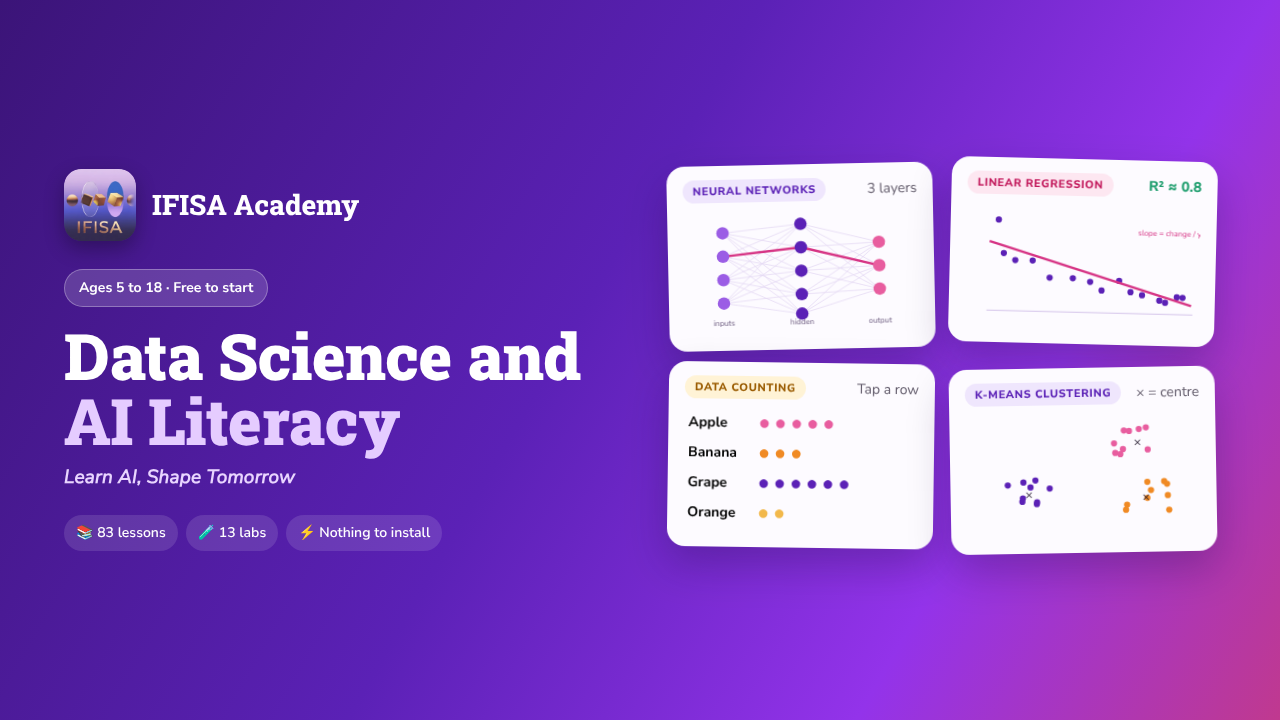 IFISA
IFISA Academy
Ages 5 to 18 · Free to start
Data Science and
AI Literacy
Learn AI, Shape Tomorrow
📚 83 lessons
🧪 13 labs
⚡ Nothing to install
NEURAL NETWORKS
3 layers
inputs
hidden
output
LINEAR REGRESSION
R² ≈ 0.8
slope = change /
DATA COUNTING
Tap a row
Apple
Banana
Grape
Orange
K-MEANS CLUSTERING
× = centre